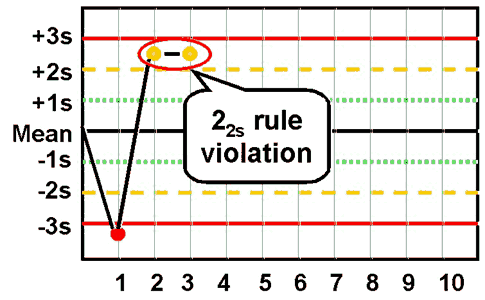 +3s
+2s
+1s
Mean
-1s
-2s
-3s
22s rule
violation
1 2 3 4 5 6 7 8 9 10